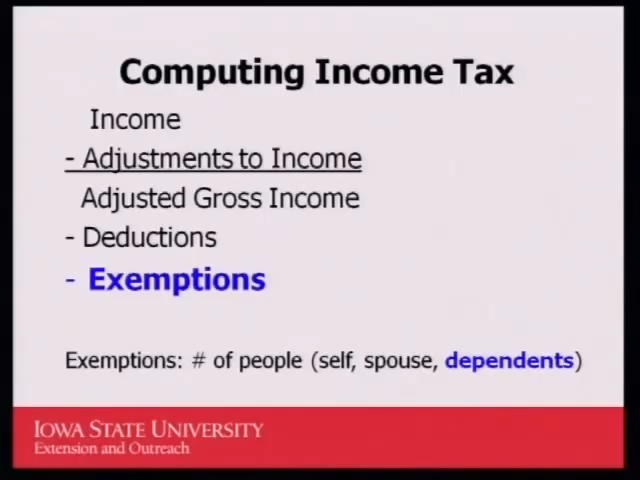 Computing Income Tax
Income
- Adjustments to Income
Adjusted Gross Income
- Deductions
- Exemptions
Exemptions: # of people (self, spouse, dependents)
IOWA STATE UNIVERSITY
Extension and Outreach